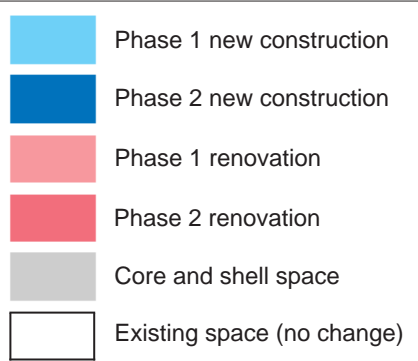 Phase 1 new construction
Phase 2 new construction
Phase 1 renovation
Phase 2 renovation
Core and shell space
Existing space (no change)